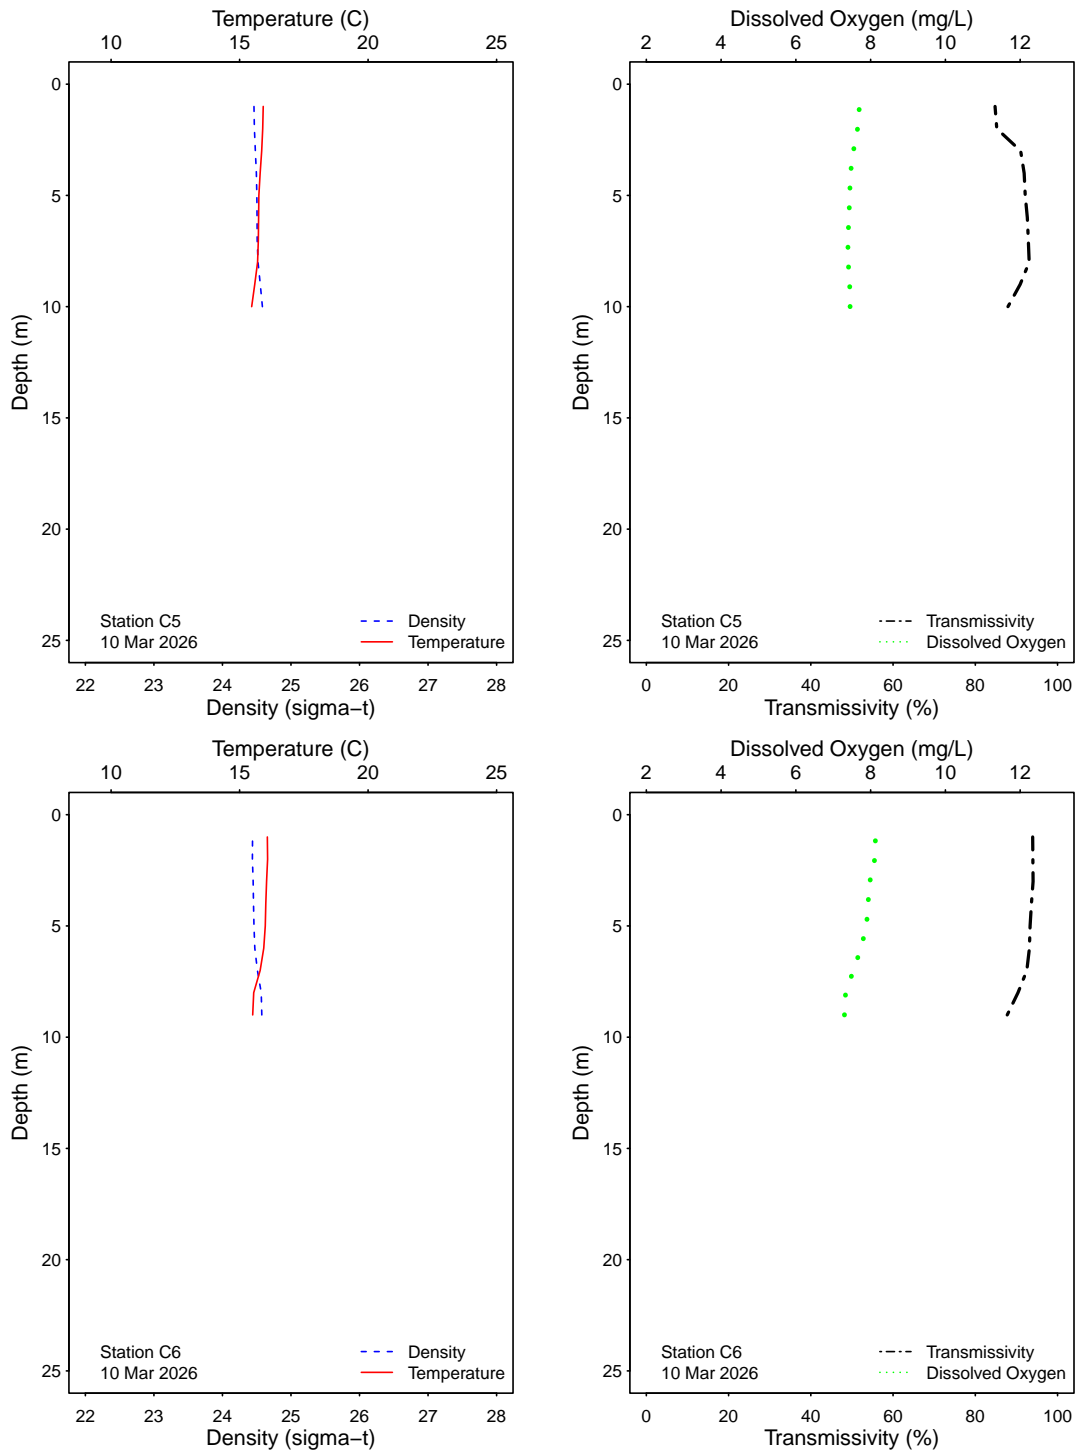 Temperature (C)
10 15 20 25
0
5
10
15
20
25
Depth (m)
Station C5
10 Mar 2026
Density
Temperature
22 23 24 25 26 27 28
Density (sigma−t)
Dissolved Oxygen (mg/L)
2 4 6 8 10 12
0
5
10
15
20
25
Depth (m)
Station C5
10 Mar 2026
Transmissivity
Dissolved Oxygen
0 20 40 60 80 100
Transmissivity (%)
Temperature (C)
10 15 20 25
0
5
10
15
20
25
Depth (m)
Station C6
10 Mar 2026
Density
Temperature
22 23 24 25 26 27 28
Density (sigma−t)
Dissolved Oxygen (mg/L)
2 4 6 8 10 12
0
5
10
15
20
25
Depth (m)
Station C6
10 Mar 2026
Transmissivity
Dissolved Oxygen
0 20 40 60 80 100
Transmissivity (%)